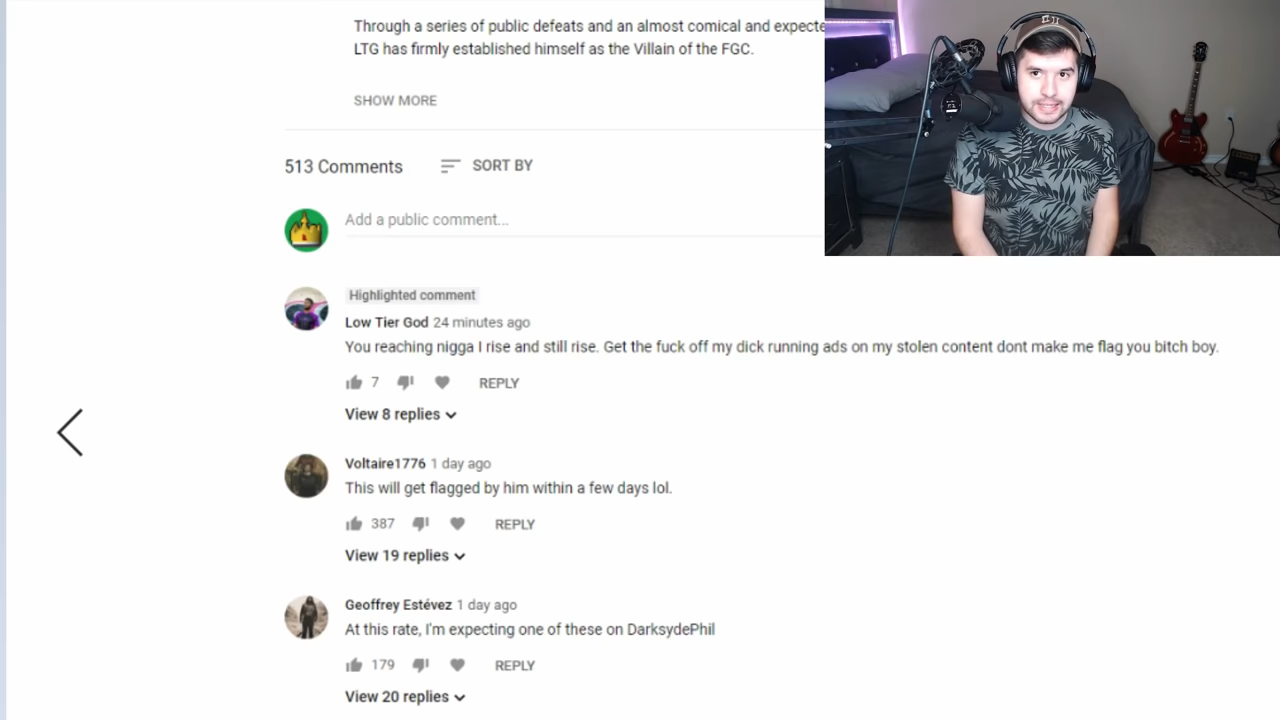 Through a series of public defeats and an almost comical and expecte
LTG has firmly established himself as the Villain of the FGC.
SHOW MORE
513 Comments
SORT BY
Add a public comment...
Highlighted comment
Low Tier God 24 minutes ago
You reaching nigga I rise and still rise. Get the fuck off my dick running ads on my stolen content dont make me flag you bitch boy.
7
REPLY
View 8 replies
Voltaire1776 1 day ago
This will get flagged by him within a few days lol.
387
REPLY
View 19 replies
Geoffrey Estévez 1 day ago
At this rate, I'm expecting one of these on DarksydePhil
179
REPLY
View 20 replies